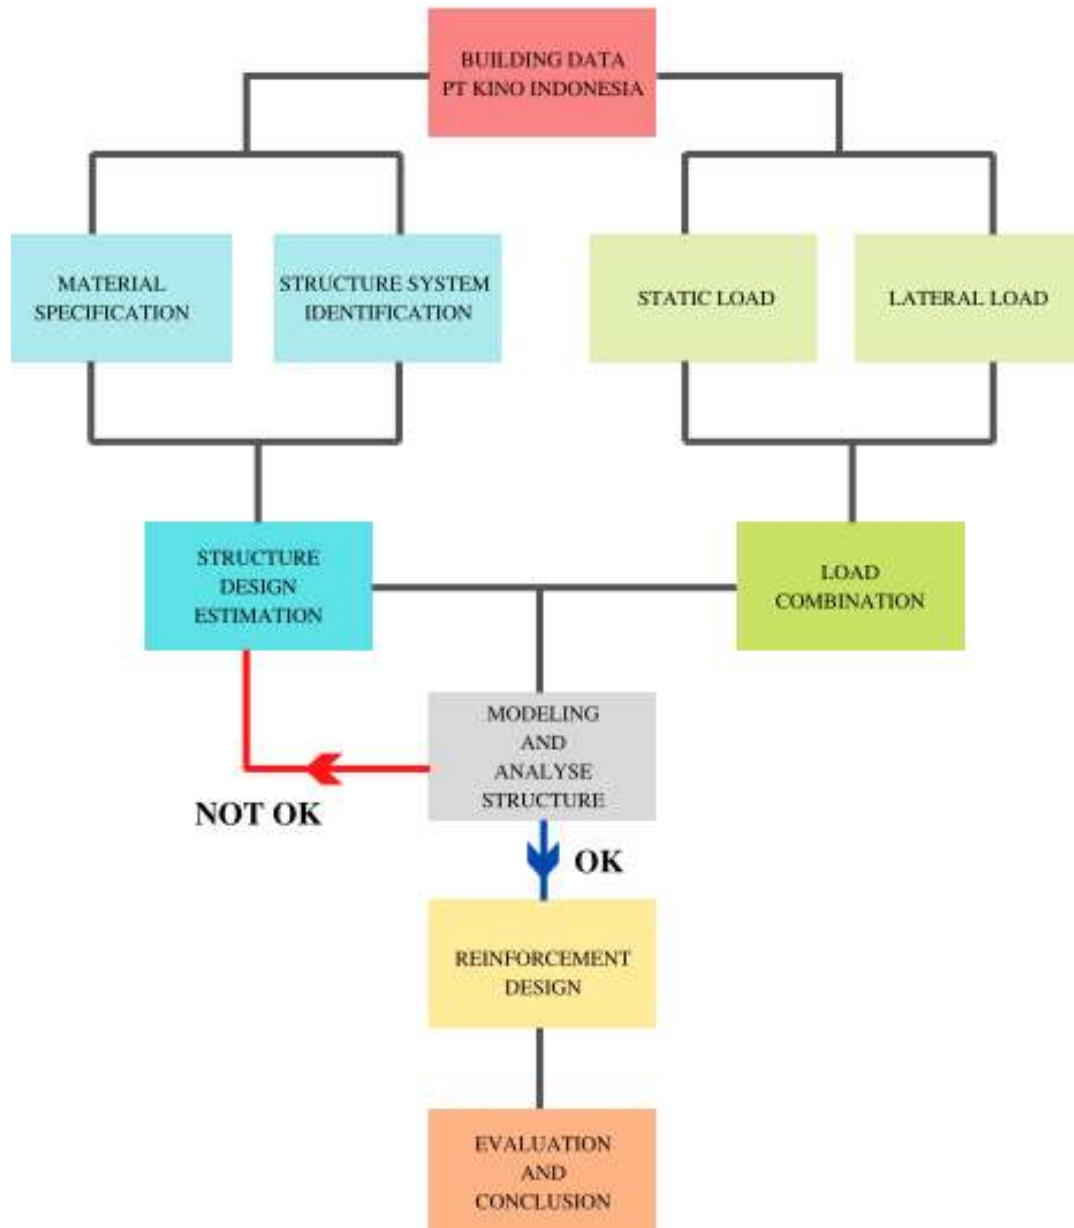 BUILDING DATA
PT KINO INDONESIA
MATERIAL
SPECIFICATION
STRUCTURE SYSTEM
IDENTIFICATION
STATIC LOAD
LATERAL LOAD
STRUCTURE
DESIGN
ESTIMATION
LOAD
COMBINATION
MODELING
AND
ANALYSE
STRUCTURE
NOT OK
OK
REINFORCEMENT
DESIGN
EVALUATION
AND
CONCLUSION